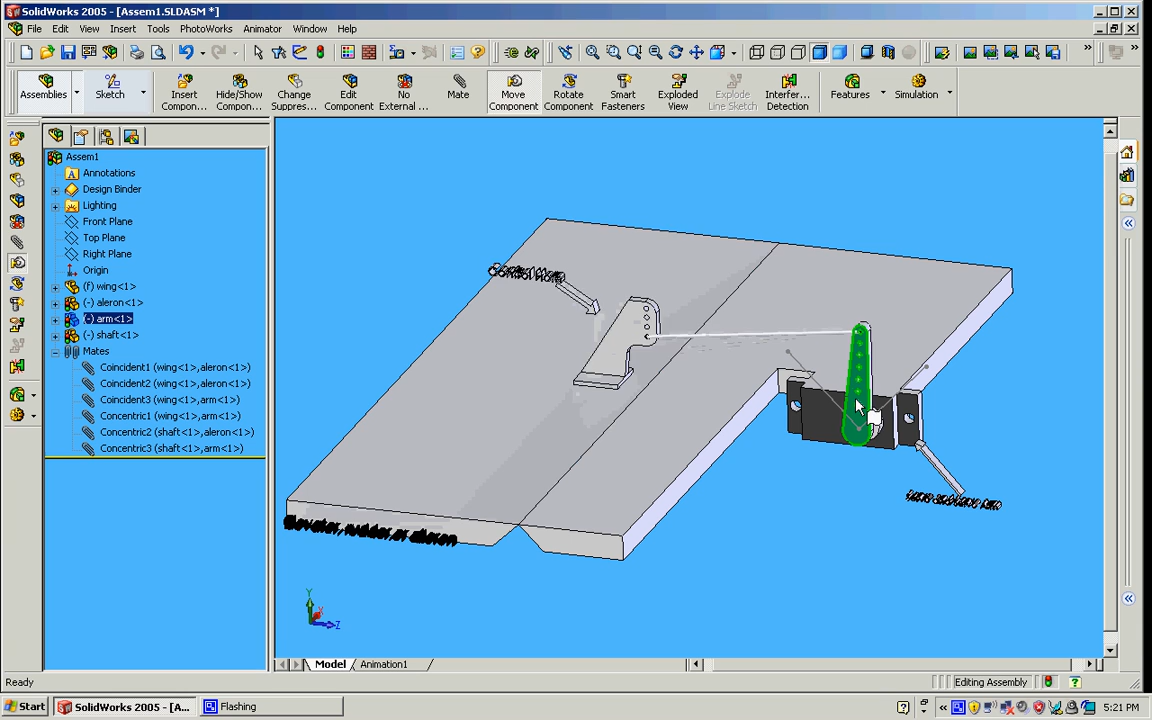 SolidWorks 2005 - [Assem1.SLDASM *]
File Edit View Insert Tools PhotoWorks Animator Window Help
Assemblies Sketch Insert Compon... Hide/Show Compon... Change Suppres... Edit Component No External ... Mate Move Component Rotate Component Smart Fasteners Exploded View Explode Line Sketch Interfer... Detection Features Simulation
Assem1
Annotations
Design Binder
Lighting
Front Plane
Top Plane
Right Plane
Origin
(f) wing<1>
(-) aleron<1>
(-) arm<1>
(-) shaft<1>
Mates
Coincident1 (wing<1>,aleron<1>)
Coincident2 (wing<1>,aleron<1>)
Coincident3 (wing<1>,arm<1>)
Concentric1 (wing<1>,arm<1>)
Concentric2 (shaft<1>,aleron<1>)
Concentric3 (shaft<1>,arm<1>)
Elevator, rudder or aleron
Y
X
Z
Model Animation1
Ready
Editing Assembly
Start
SolidWorks 2005 - [A...
Flashing
5:21 PM